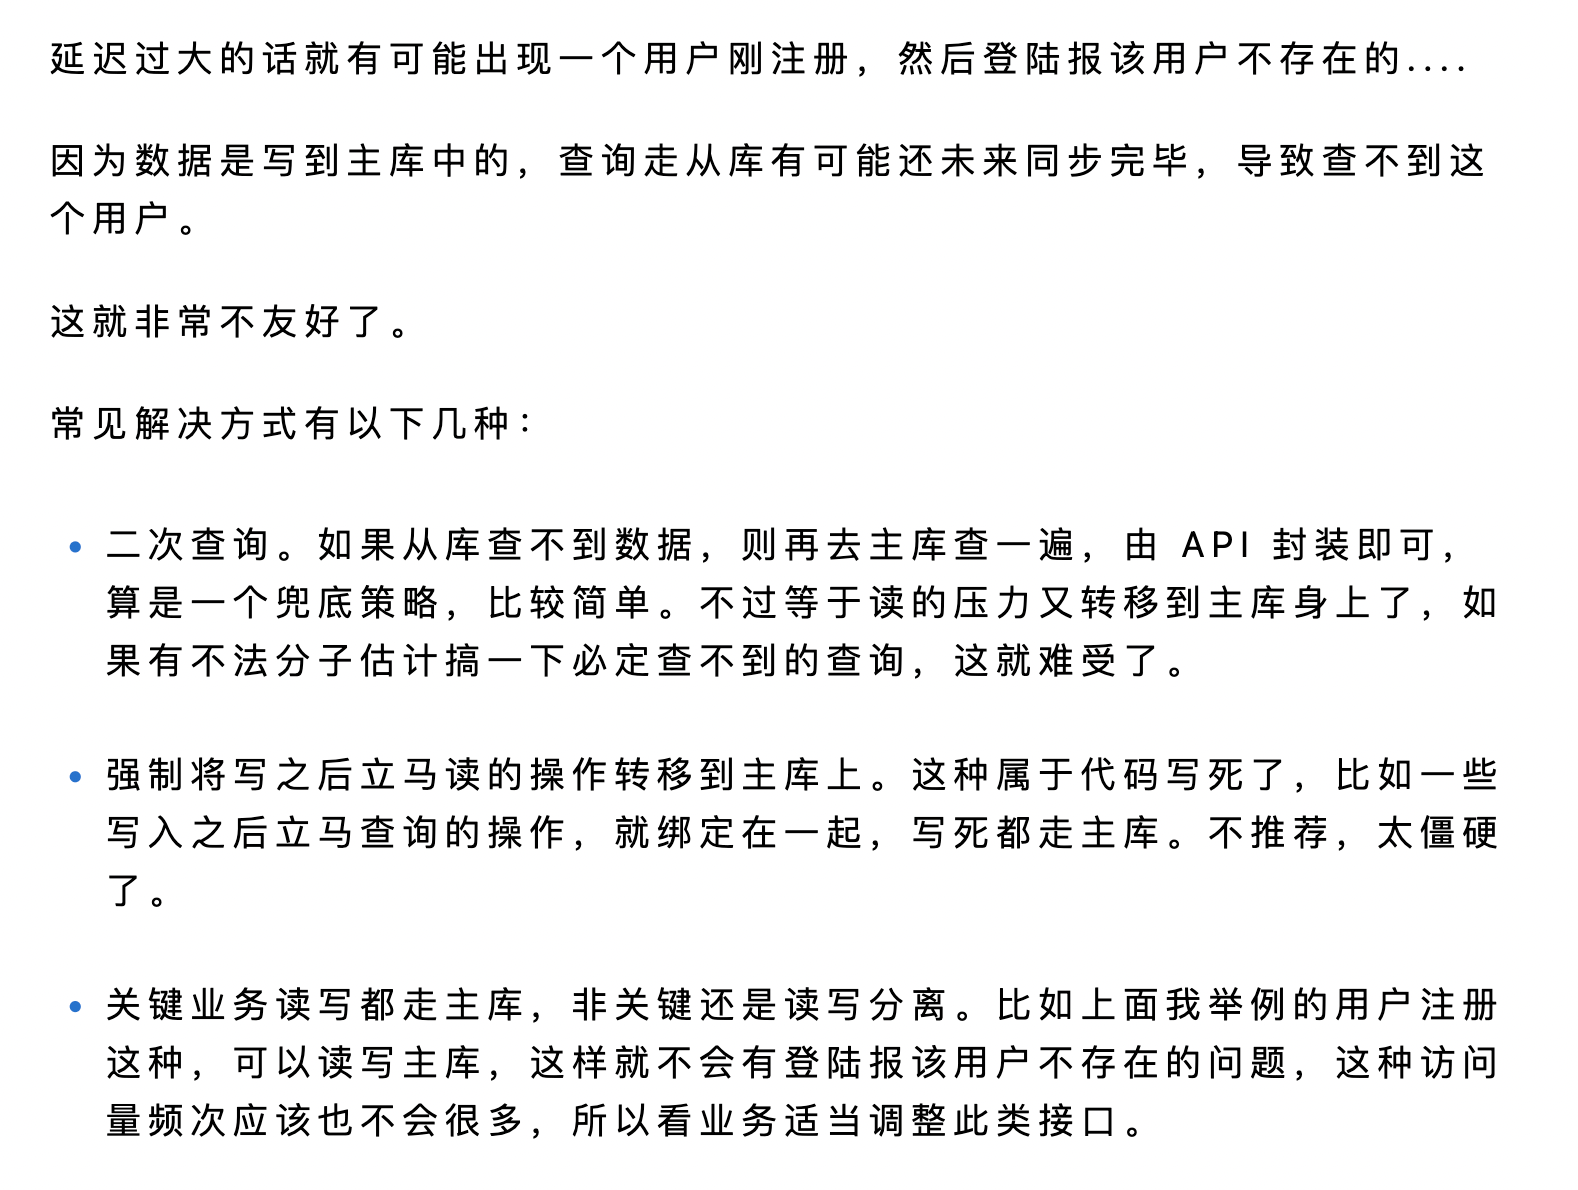 延迟过大的话就有可能出现一个用户刚注册，然后登陆报该用户不存在的....
因为数据是写到主库中的，查询走从库有可能还未来同步完毕，导致查不到这
个用户。
这就非常不友好了。
常见解决方式有以下几种：
• 二次查询。如果从库查不到数据，则再去主库查一遍，由 API 封装即可，
算是一个兜底策略，比较简单。不过等于读的压力又转移到主库身上了，如
果有不法分子估计搞一下必定查不到的查询，这就难受了。
• 强制将写之后立马读的操作转移到主库上。这种属于代码写死了，比如一些
写入之后立马查询的操作，就绑定在一起，写死都走主库。不推荐，太僵硬
了。
• 关键业务读写都走主库，非关键还是读写分离。比如上面我举例的用户注册
这种，可以读写主库，这样就不会有登陆报该用户不存在的问题，这种访问
量频次应该也不会很多，所以看业务适当调整此类接口。